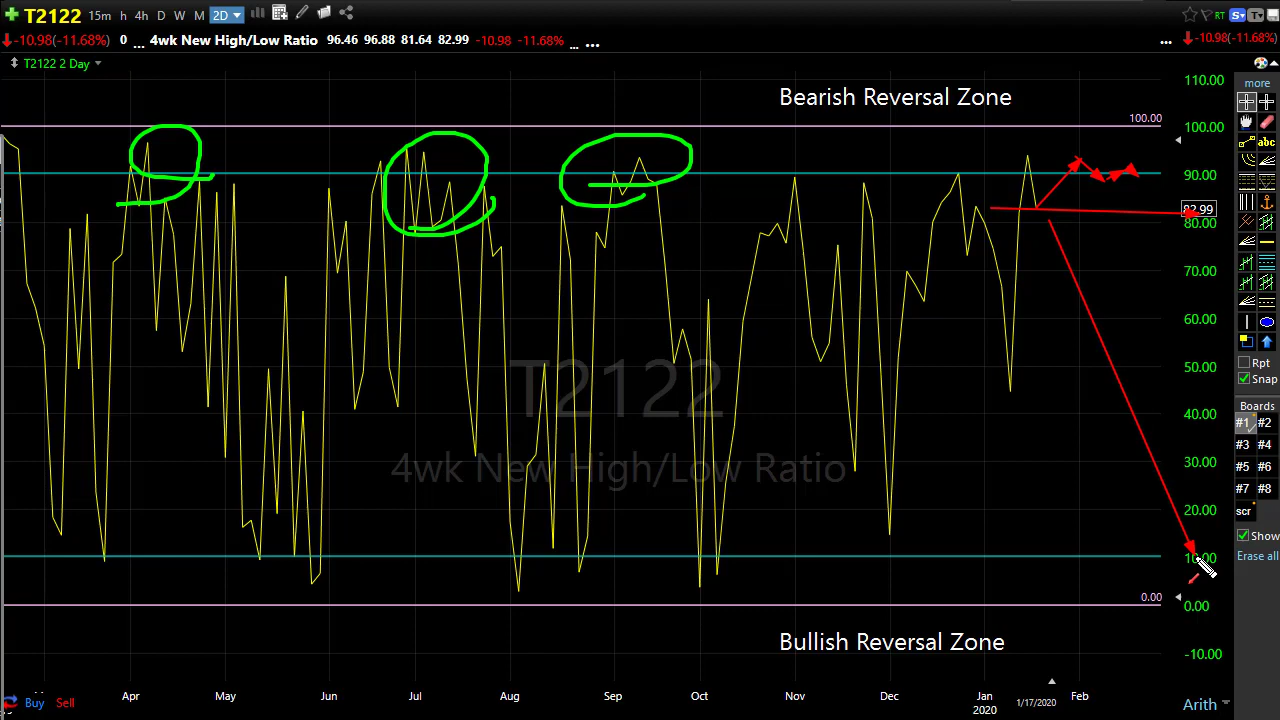 T2122 15m h 4h D W M 2D RT S T
-10.98(-11.68%) 0 ... 4wk New High/Low Ratio 96.46 96.88 81.64 82.99 -10.98 -11.68% ... ... ... -10.98(-11.68%)
T2122 2 Day
more
110.00
Bearish Reversal Zone
100.00
100.00
abc
90.00
82.99
80.00
70.00
60.00
50.00
Rpt
Snap
T2122
Boards
40.00
#1 #2
#3 #4
4wk New High/Low Ratio
30.00
#5 #6
#7 #8
20.00
scr
Show
10.00
Erase all
0.00
0.00
Bullish Reversal Zone
-10.00
Apr May Jun Jul Aug Sep Oct Nov Dec Jan Feb
Buy Sell
1/17/2020
Arith
2020